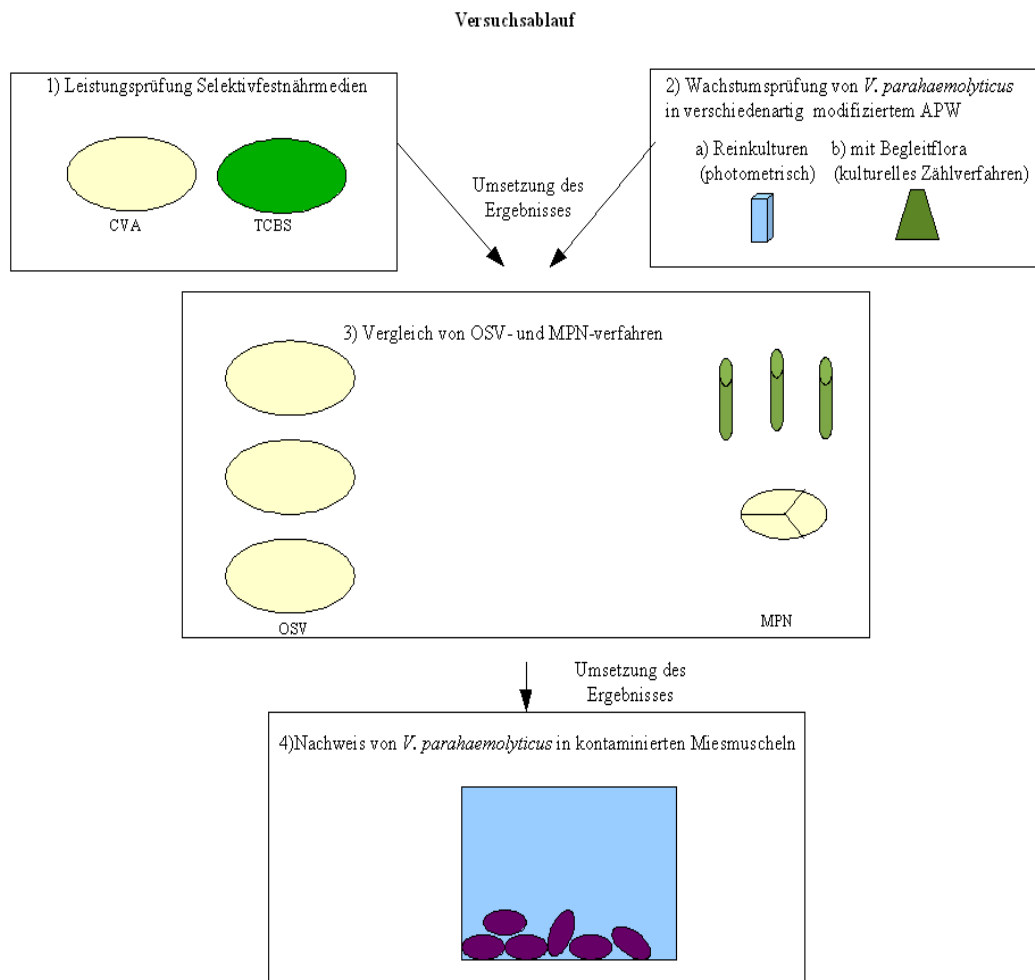 Versuchsablauf
1) Leistungsprüfung Selektivfestnährmedien
CVA
TCBS
2) Wachstumsprüfung von V. parahaemolyticus
in verschiedenartig modifiziertem APW
a) Reinkulturen
(photometrisch)
b) mit Begleitflora
(kulturelles Zählverfahren)
Umsetzung des
Ergebnisses
3) Vergleich von OSV- und MPN-verfahren
OSV
MPN
Umsetzung des
Ergebnisses
4)Nachweis von V. parahaemolyticus in kontaminierten Miesmuscheln